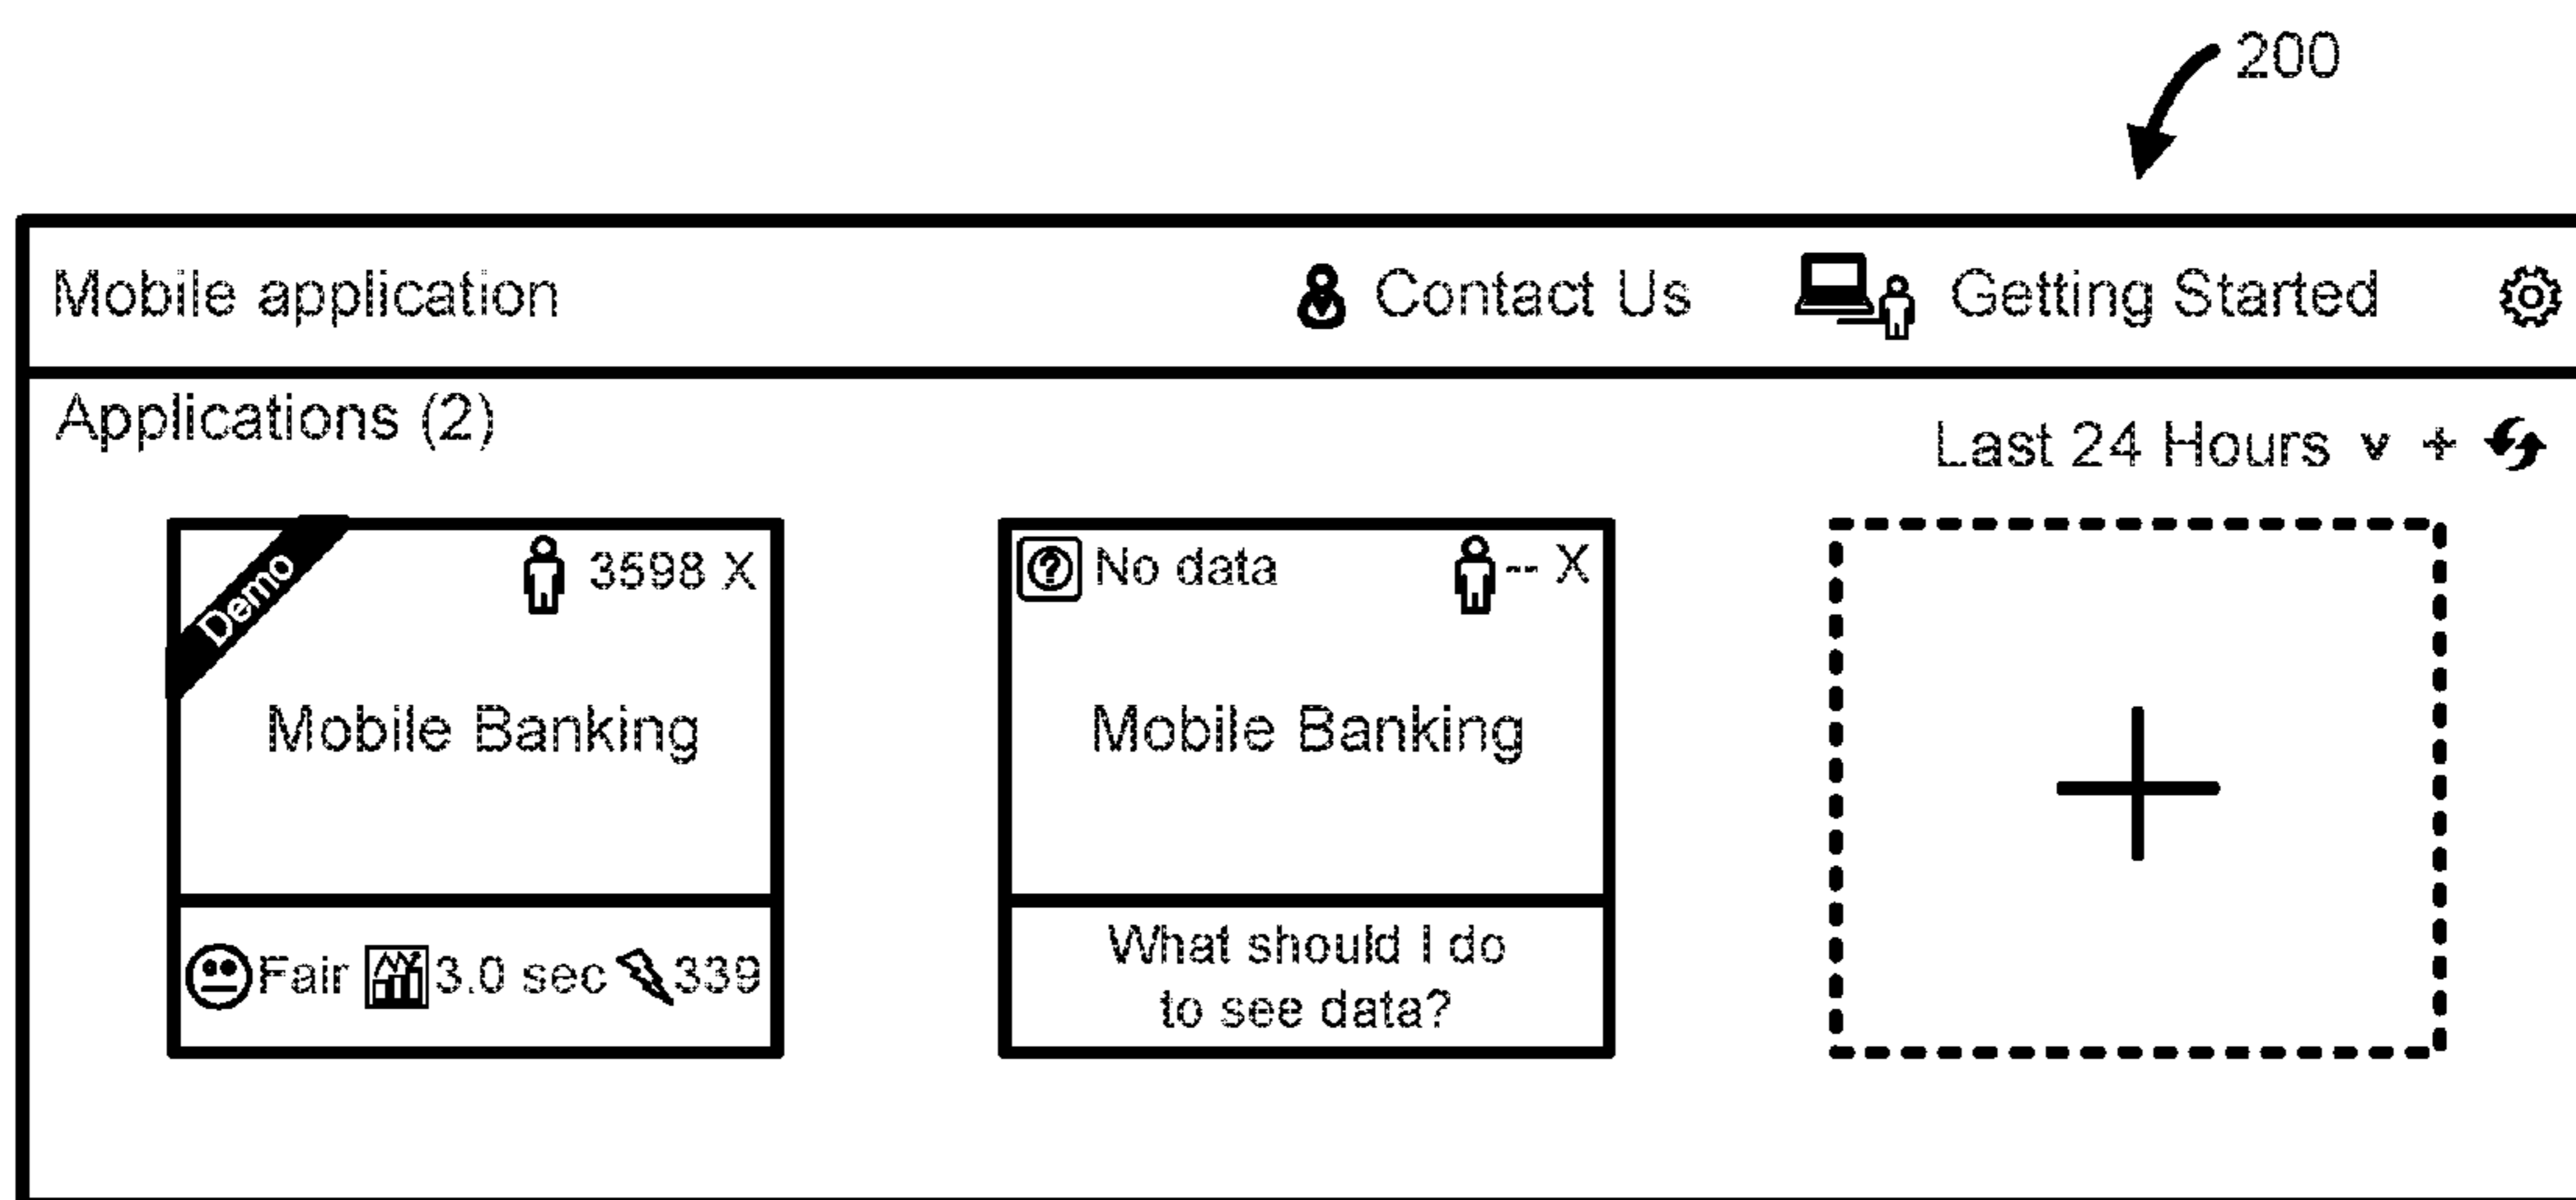 200
Mobile application Contact Us Getting Started
Applications (2)
Last 24 Hours v +
Demo
3598 X
Mobile Banking
Fair 3.0 sec 339
? No data -- X
Mobile Banking
What should I do
to see data?